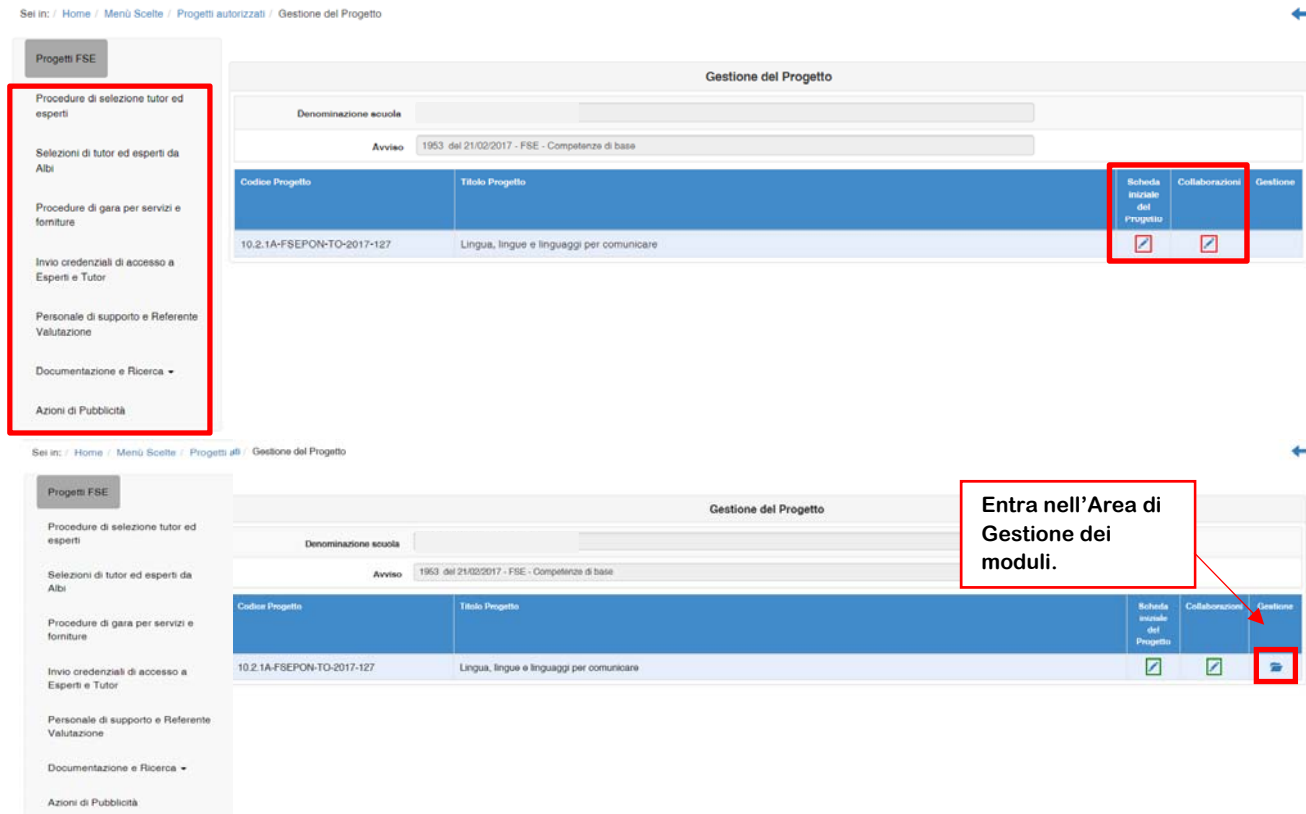 Sei in: / Home / Menù Scelte / Progetti autorizzati / Gestione del Progetto
Progetti FSE
Procedure di selezione tutor ed
esperti
Selezioni di tutor ed esperti da
Albi
Procedure di gara per servizi e
forniture
Invio credenziali di accesso a
Esperti e Tutor
Personale di supporto e Referente
Valutazione
Documentazione e Ricerca
Azioni di Pubblicità
Gestione del Progetto
Denominazione scuola
Avviso 1953 del 21/02/2017 - FSE - Competenze di base
Codice Progetto Titolo Progetto Scheda Collaborazioni Gestione
iniziale
del
Progetto
10.2.1A-FSEPON-TO-2017-127 Lingua, lingue e linguaggi per comunicare
Sei in: / Home / Menù Scelte / Progetti ati / Gestione del Progetto
Progetti FSE
Procedure di selezione tutor ed
esperti
Selezioni di tutor ed esperti da
Albi
Procedure di gara per servizi e
forniture
Invio credenziali di accesso a
Esperti e Tutor
Personale di supporto e Referente
Valutazione
Documentazione e Ricerca
Azioni di Pubblicità
Gestione del Progetto
Entra nell’Area di
Gestione dei
moduli.
Denominazione scuola
Avviso 1953 del 21/02/2017 - FSE - Competenze di base
Codice Progetto Titolo Progetto Scheda Collaborazioni Gestione
iniziale
del
Progetto
10.2.1A-FSEPON-TO-2017-127 Lingua, lingue e linguaggi per comunicare